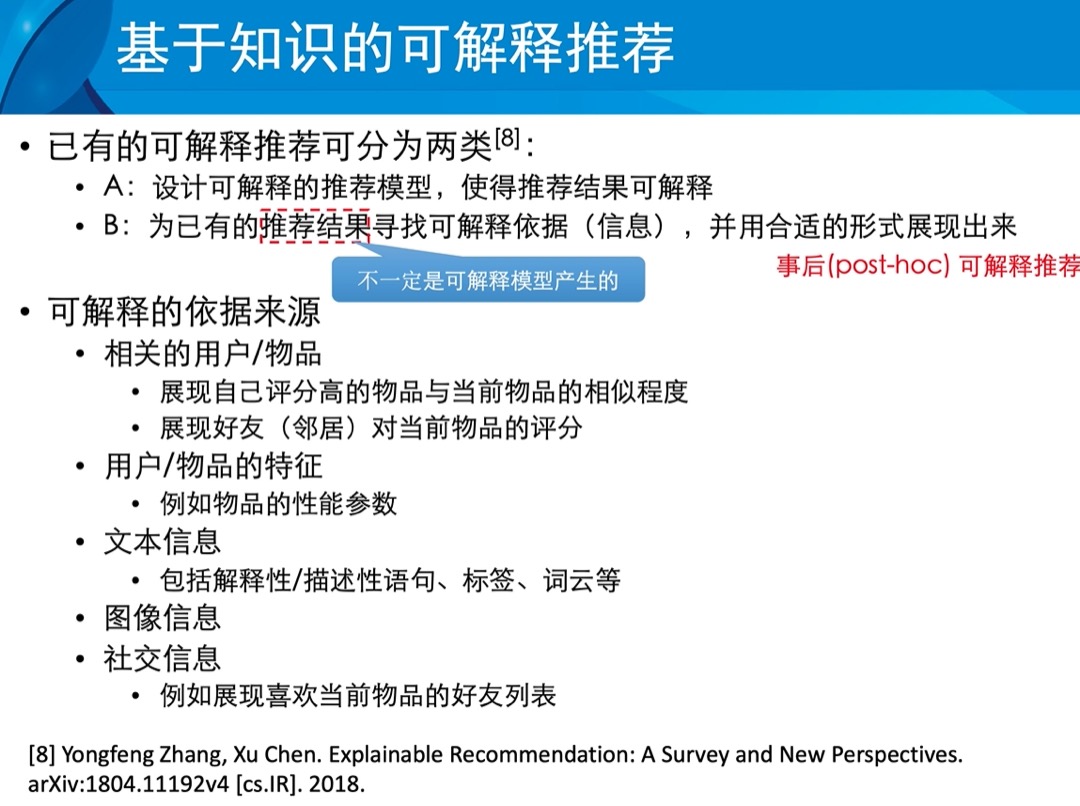 基于知识的可解释推荐
• 已有的可解释推荐可分为两类[8]:
• A: 设计可解释的推荐模型，使得推荐结果可解释
• B: 为已有的推荐结果寻找可解释依据（信息）, 并用合适的形式展现出来
事后(post-hoc) 可解释推荐
不一定是可解释模型产生的
• 可解释的依据来源
• 相关的用户/物品
• 展现自己评分高的物品与当前物品的相似程度
• 展现好友（邻居）对当前物品的评分
• 用户/物品的特征
• 例如物品的性能参数
• 文本信息
• 包括解释性/描述性语句、标签、词云等
• 图像信息
• 社交信息
• 例如展现喜欢当前物品的好友列表
[8] Yongfeng Zhang, Xu Chen. Explainable Recommendation: A Survey and New Perspectives.
arXiv:1804.11192v4 [cs.IR]. 2018.